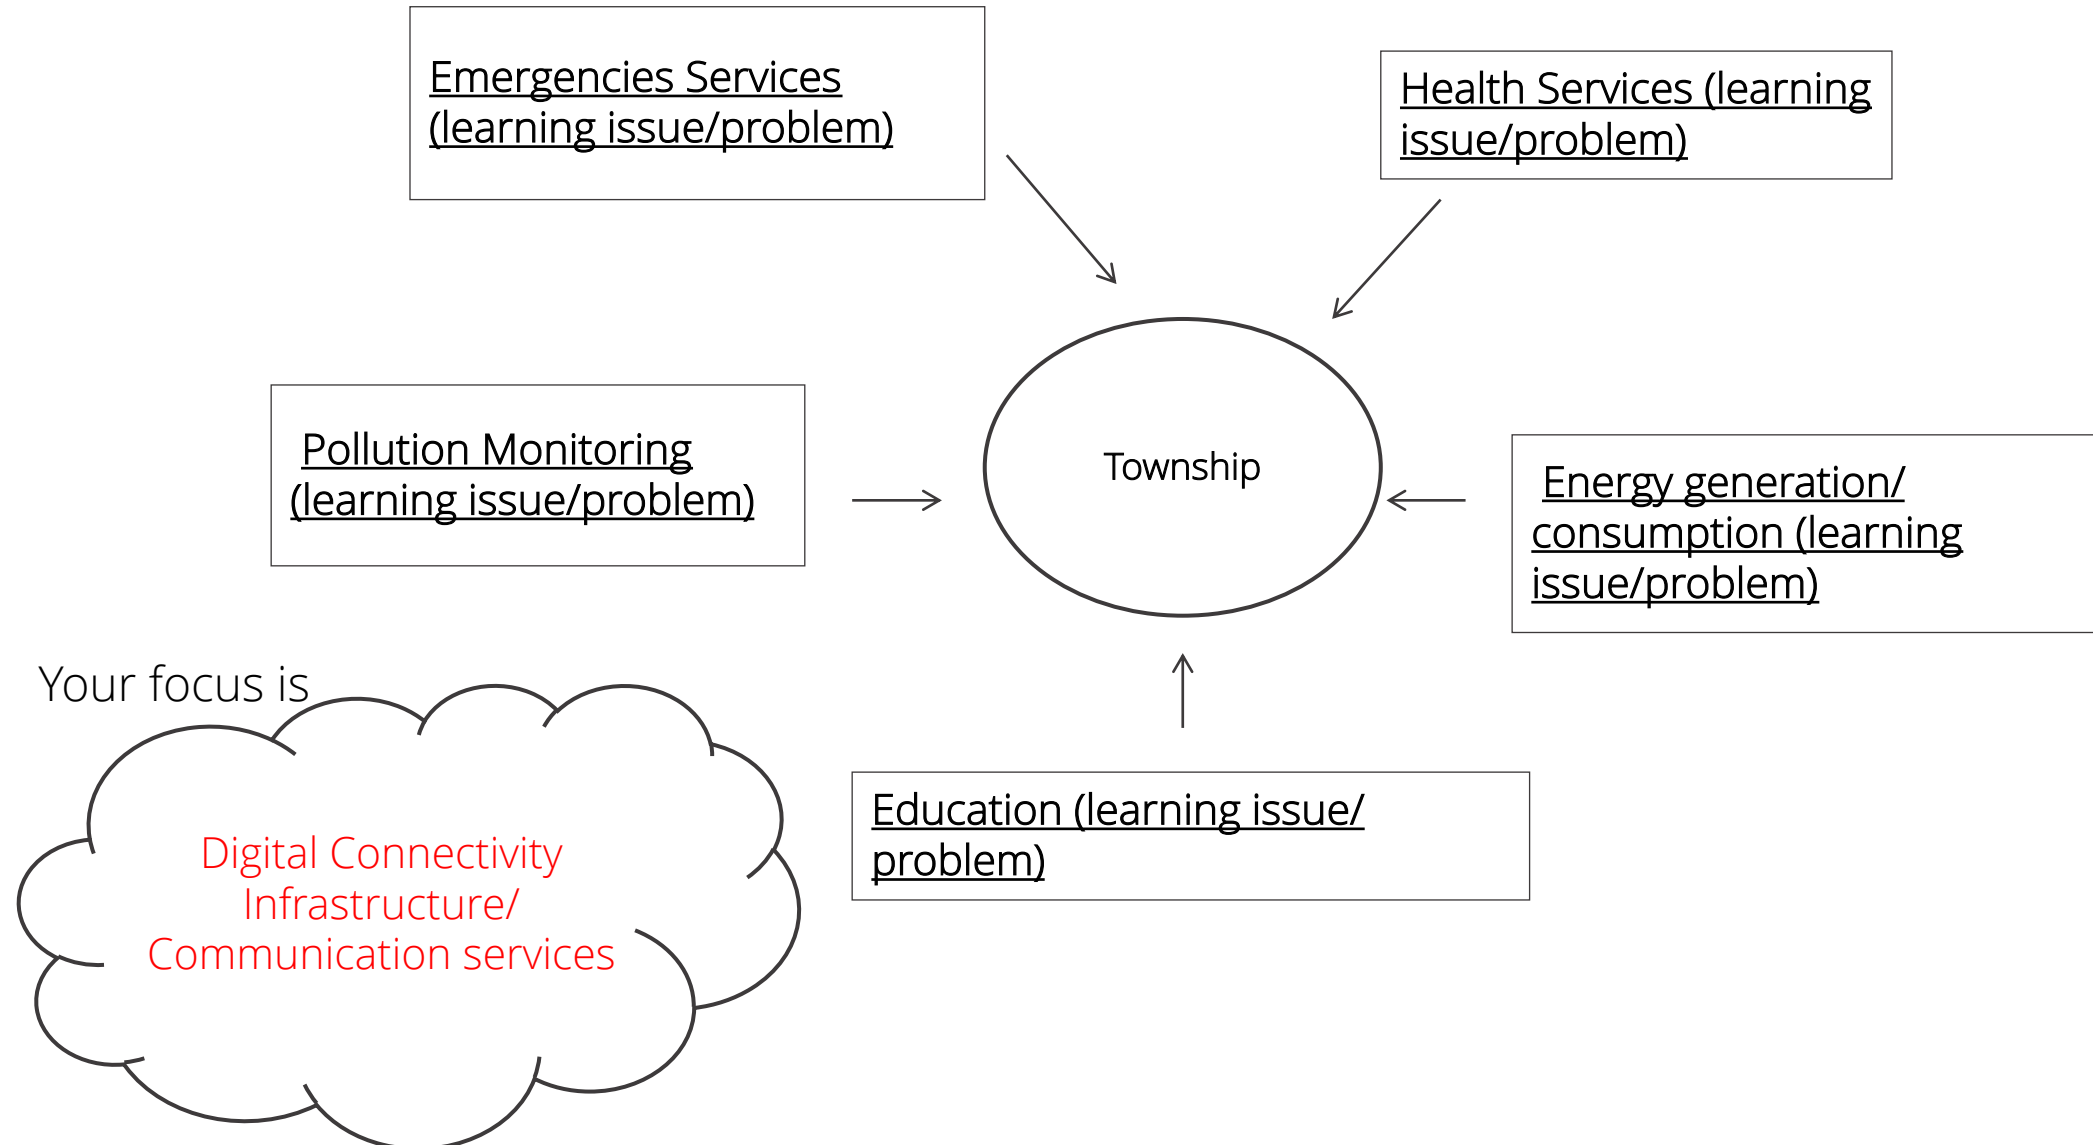 Emergencies Services
(learning issue/problem)
Health Services (learning
issue/problem)
Pollution Monitoring
(learning issue/problem)
Township
Energy generation/
consumption (learning
issue/problem)
Your focus is
Digital Connectivity
Infrastructure/
Communication services
Education (learning issue/
problem)